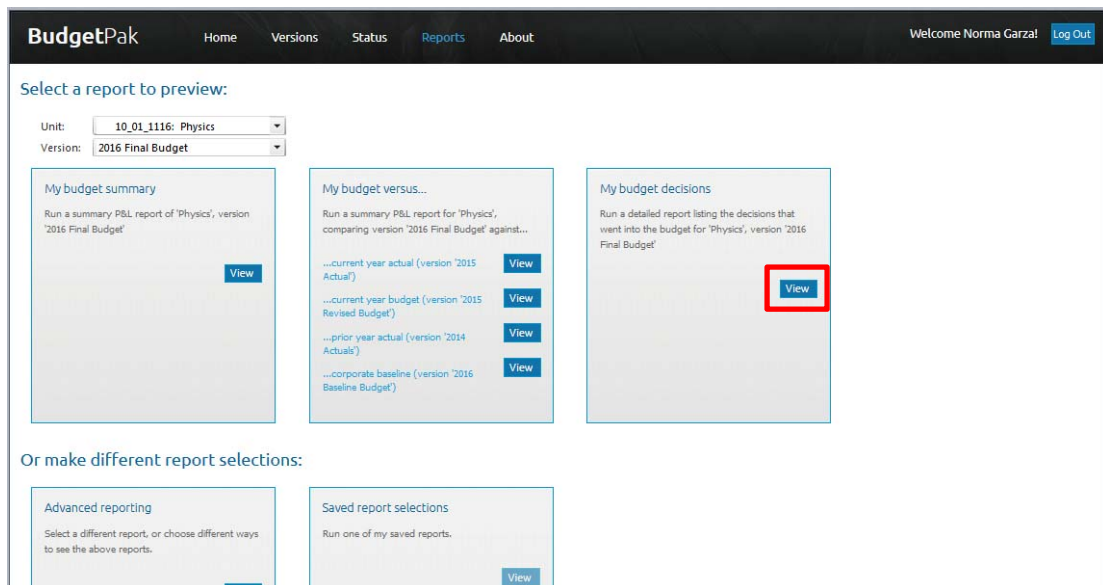 BudgetPak Home Versions Status Reports About Welcome Norma Garza! Log Out
Select a report to preview:
Unit: 10_01_1116: Physics
Version: 2016 Final Budget
My budget summary
Run a summary P&L report of 'Physics', version
'2016 Final Budget'
View
My budget versus...
Run a summary P&L report for 'Physics',
comparing version '2016 Final Budget' against...
...current year actual (version '2015
Actual')
View
...current year budget (version '2015
Revised Budget')
View
...prior year actual (version '2014
Actuals')
View
...corporate baseline (version '2016
Baseline Budget')
View
My budget decisions
Run a detailed report listing the decisions that
went into the budget for 'Physics', version '2016
Final Budget'
View
Or make different report selections:
Advanced reporting
Select a different report, or choose different ways
to see the above reports.
Saved report selections
Run one of my saved reports.
View